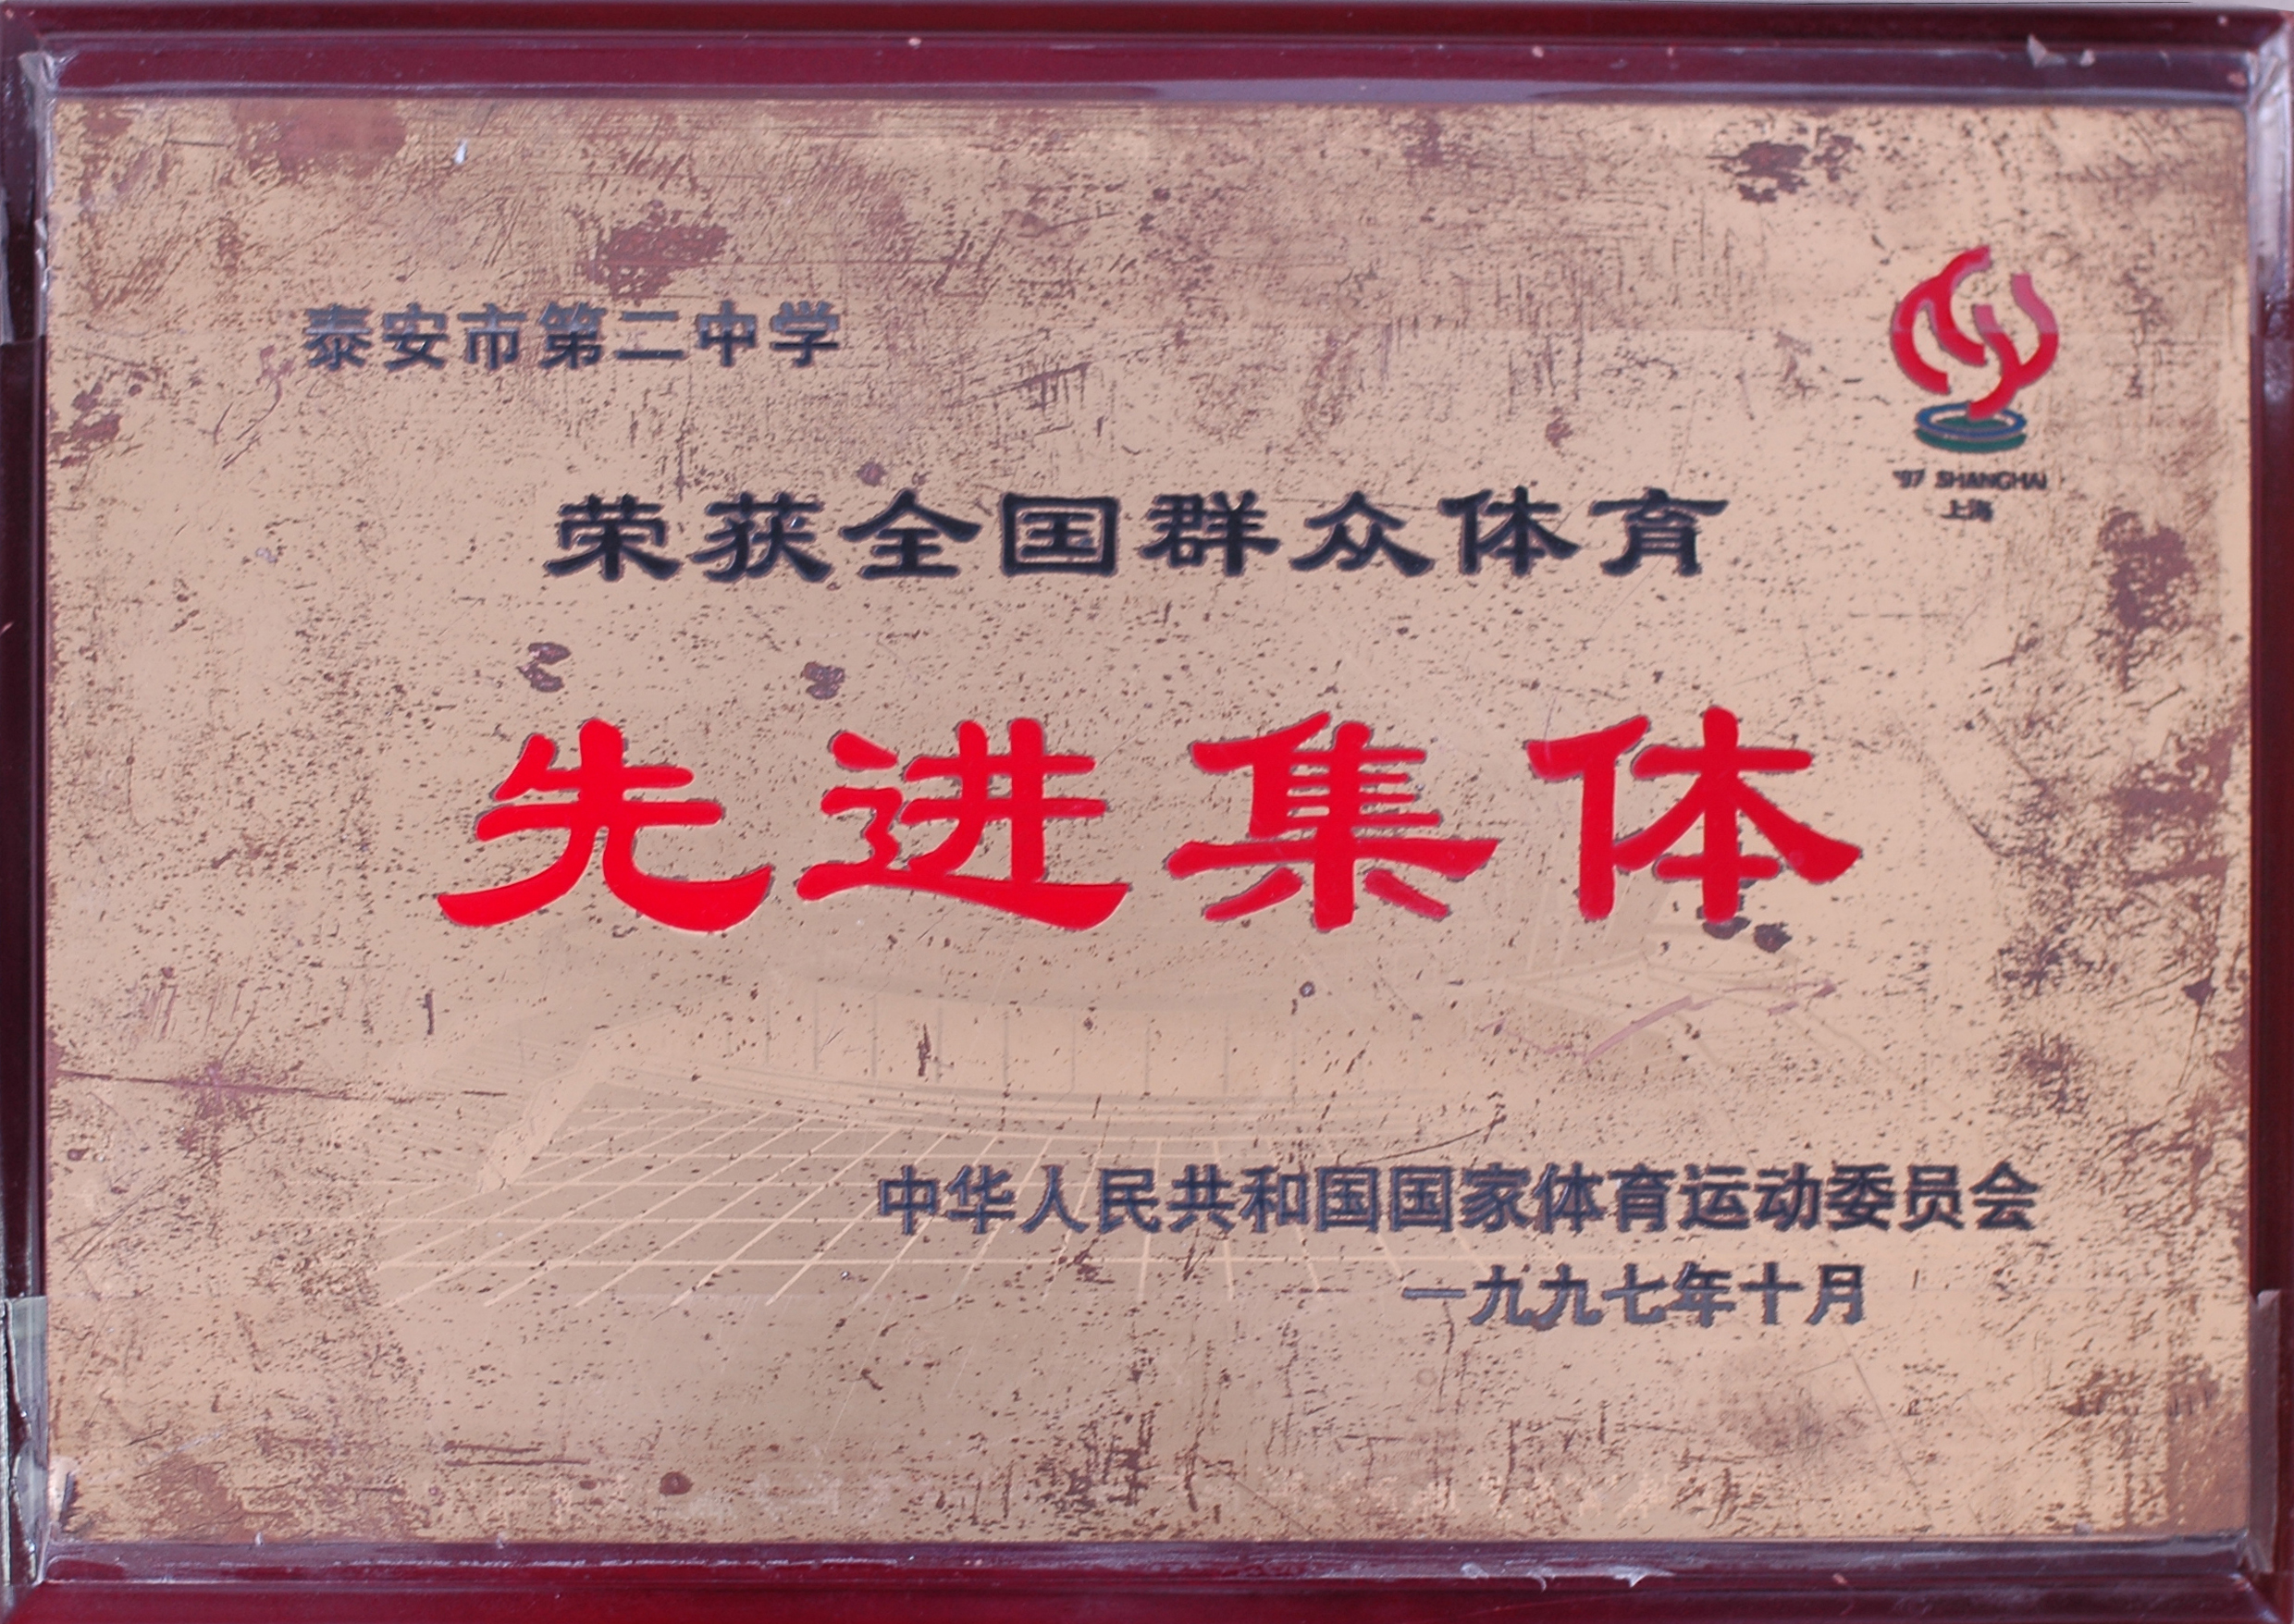 泰安市第二中学
'97 SHANGHAI
上海
荣获全国群众体育
先进集体
中华人民共和国国家体育运动委员会
一九九七年十月